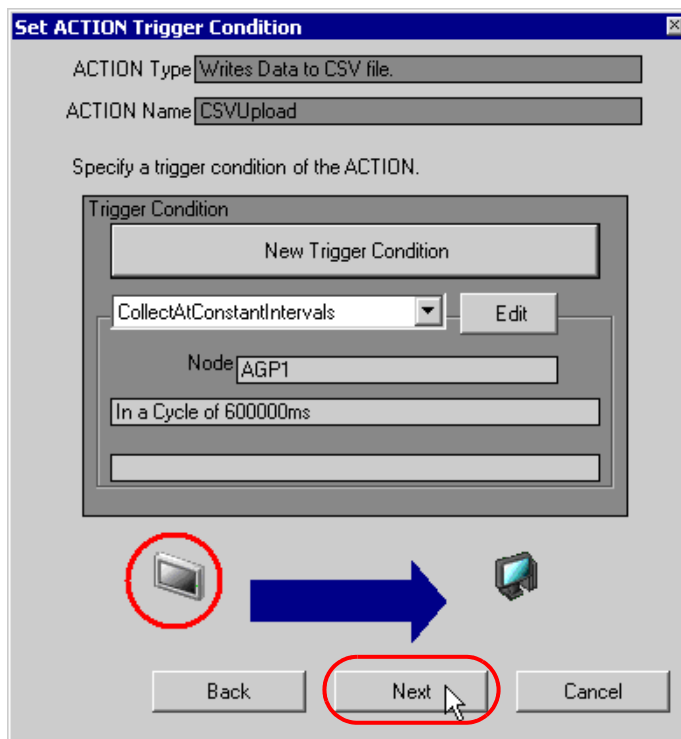 Set ACTION Trigger Condition
ACTION Type Writes Data to CSV file.
ACTION Name CSVUpload
Specify a trigger condition of the ACTION.
Trigger Condition
New Trigger Condition
CollectAtConstantIntervals Edit
Node AGP1
In a Cycle of 600000ms
Back Next Cancel